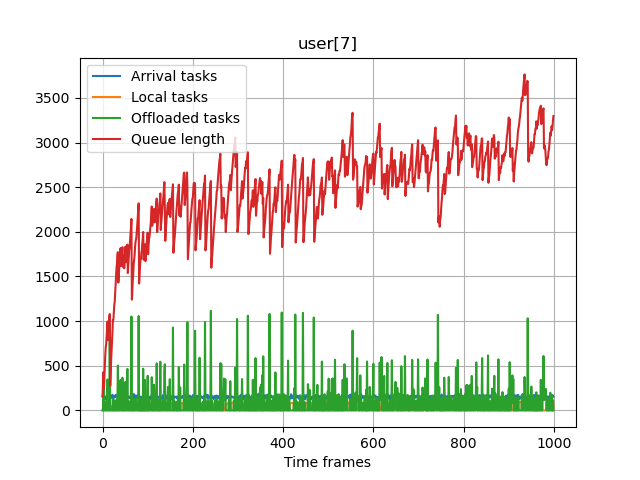 user[7]
Arrival tasks
Local tasks
Offloaded tasks
Queue length
3500
3000
2500
2000
1500
1000
500
0
0 200 400 600 800 1000
Time frames